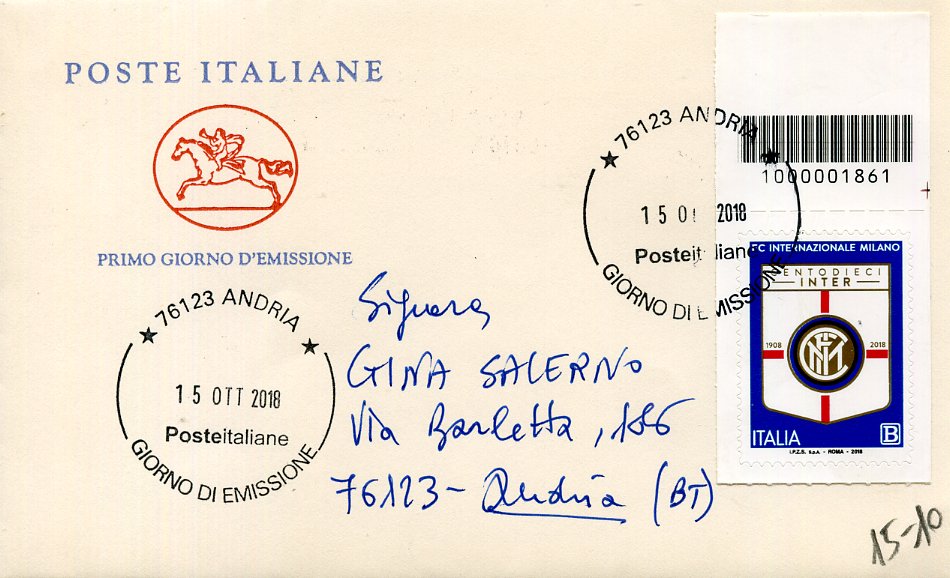 POSTE ITALIANE
PRIMO GIORNO D'EMISSIONE
76123 ANDRIA
15 OTT 2018
Posteitaliane
GIORNO DI EMISSIONE
76123 ANDRIA
15 O 2018
Posteitaliane
GIORNO DI EMISSIONE
1000001861
FC INTERNAZIONALE MILANO
CENTODIECI
INTER
1908 2018
ITALIA B
I.P.Z.S. S.p.A. - ROMA - 2018
Signora
GINA SALERNO
Via Barletta, 186
76123 - Andria (BT)
15-10